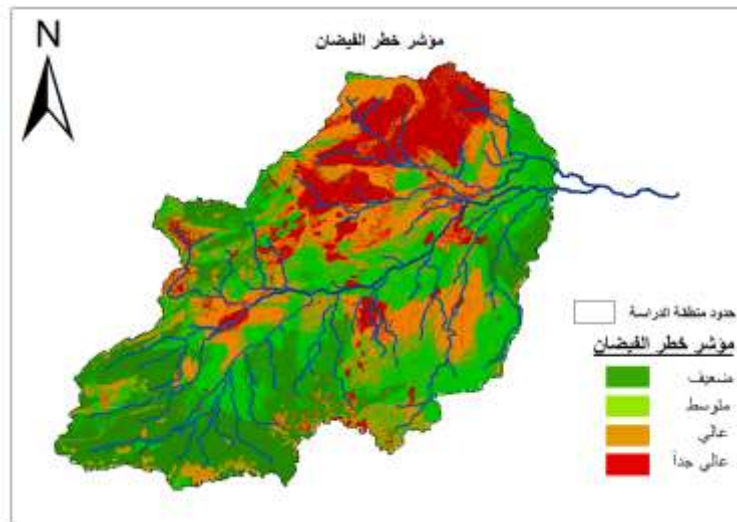 N
مؤشر خطر الفيضان
حدود منطقة الدراسة
مؤشر خطر الفيضان
ضعيف
متوسط
عالي
عالي جداً